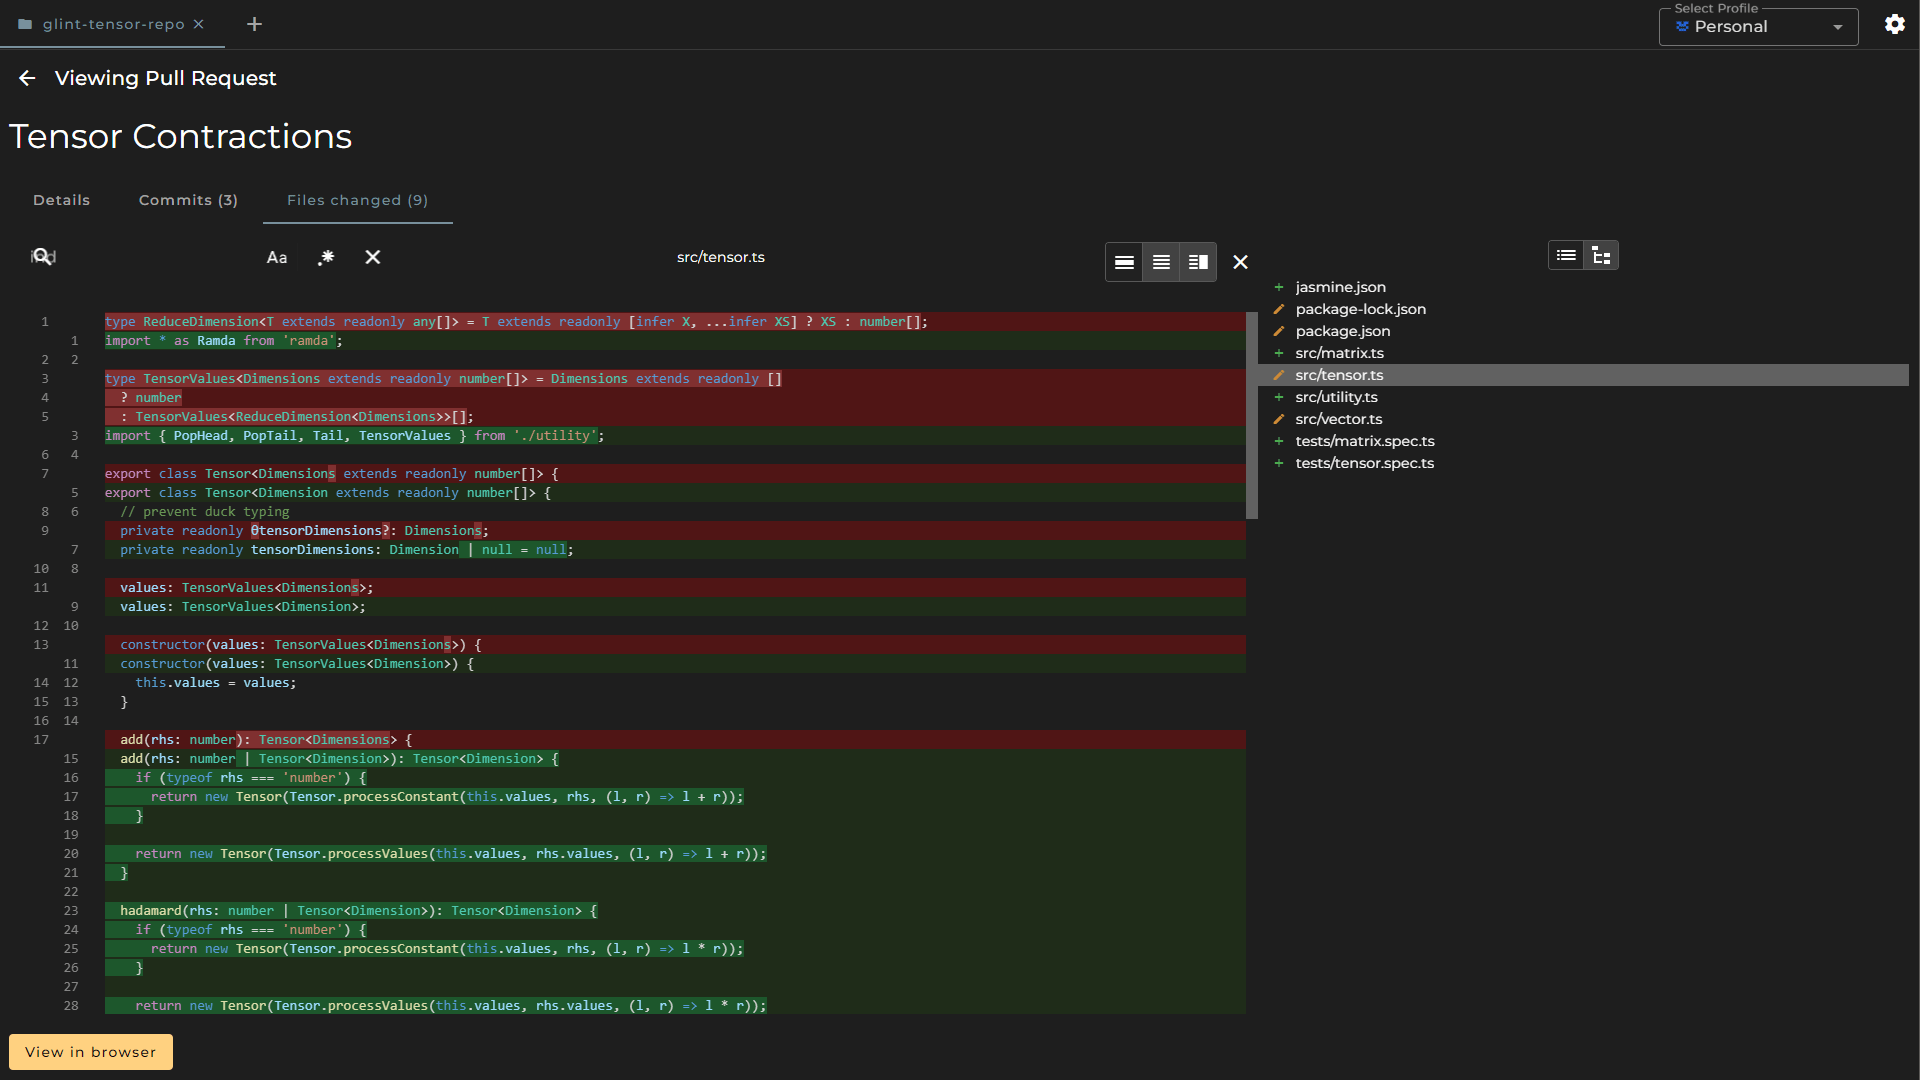 glint-tensor-repo
Select Profile
Personal
Viewing Pull Request
Tensor Contractions
Details
Commits (3)
Files changed (9)
Aa
.*
src/tensor.ts
1 type ReduceDimension<T extends readonly any[]> = T extends readonly [infer X, ...infer XS] ? XS : number[];
1 import * as Ramda from 'ramda';
2 2
3 type TensorValues<Dimensions extends readonly number[]> = Dimensions extends readonly []
4 ? number
5 : TensorValues<ReduceDimension<Dimensions>>[];
3 import { PopHead, PopTail, Tail, TensorValues } from './utility';
6 4
7 export class Tensor<Dimensions extends readonly number[]> {
5 export class Tensor<Dimension extends readonly number[]> {
8 6 // prevent duck typing
9 private readonly θtensorDimensions?: Dimensions;
7 private readonly tensorDimensions: Dimension | null = null;
10 8
11 values: TensorValues<Dimensions>;
9 values: TensorValues<Dimension>;
12 10
13 constructor(values: TensorValues<Dimensions>) {
11 constructor(values: TensorValues<Dimension>) {
14 12 this.values = values;
15 13 }
16 14
17 add(rhs: number): Tensor<Dimensions> {
15 add(rhs: number | Tensor<Dimension>): Tensor<Dimension> {
16 if (typeof rhs === 'number') {
17 return new Tensor(Tensor.processConstant(this.values, rhs, (l, r) => l + r));
18 }
19
20 return new Tensor(Tensor.processValues(this.values, rhs.values, (l, r) => l + r));
21 }
22
23 hadamard(rhs: number | Tensor<Dimension>): Tensor<Dimension> {
24 if (typeof rhs === 'number') {
25 return new Tensor(Tensor.processConstant(this.values, rhs, (l, r) => l * r));
26 }
27
28 return new Tensor(Tensor.processValues(this.values, rhs.values, (l, r) => l * r));
jasmine.json
package-lock.json
package.json
src/matrix.ts
src/tensor.ts
src/utility.ts
src/vector.ts
tests/matrix.spec.ts
tests/tensor.spec.ts
View in browser